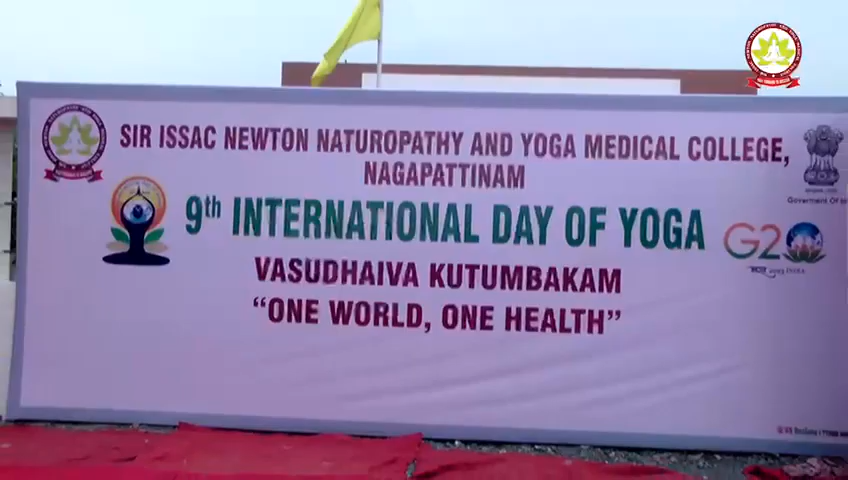 SIR ISSAC NEWTON NATUROPATHY AND YOGA MEDICAL COLLEGE,
NAGAPATTINAM
9th INTERNATIONAL DAY OF YOGA
VASUDHAIVA KUTUMBAKAM
“ONE WORLD, ONE HEALTH”
Government Of
G20